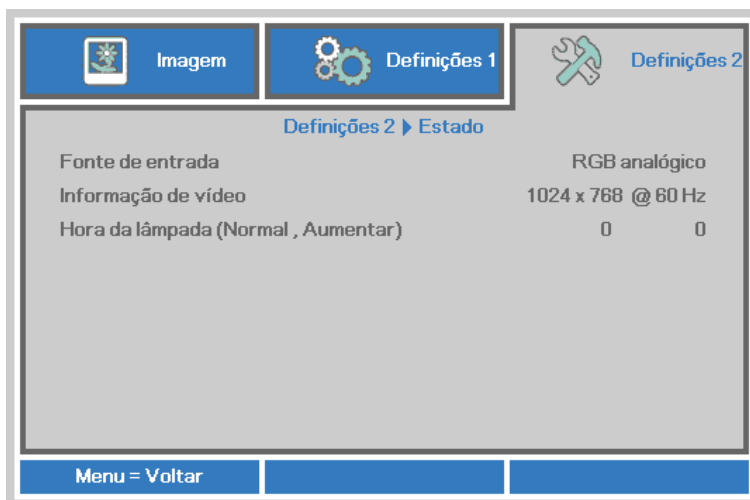 Imagem Definições 1 Definições 2
Definições 2 Estado
Fonte de entrada RGB analógico
Informação de vídeo 1024 x 768 @ 60 Hz
Hora da lâmpada (Normal , Aumentar) 0 0
Menu = Voltar